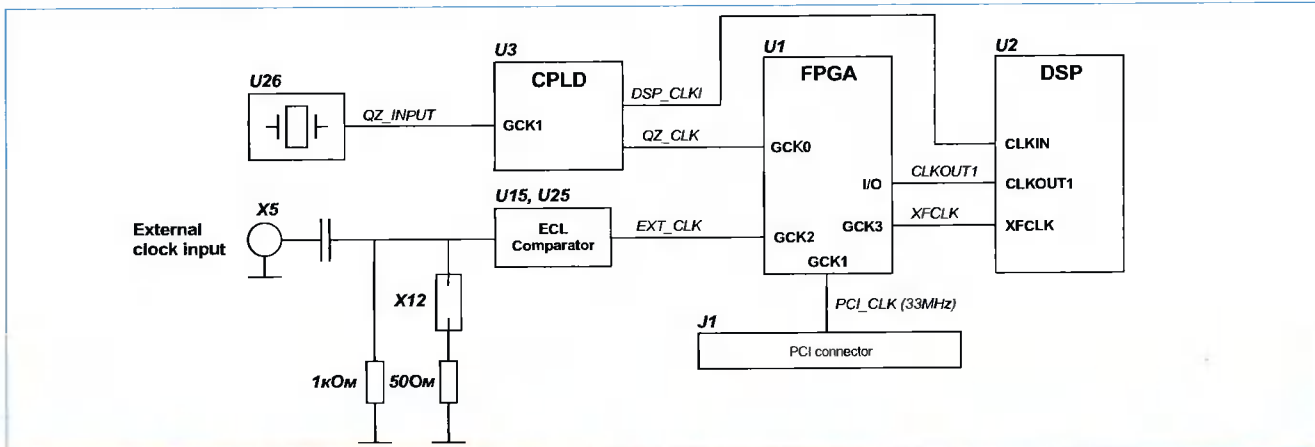 U3
CPLD
U1
FPGA
U2
DSP
U26
QZ_INPUT
GCK1
DSP_CLKI
QZ_CLK
GCK0
CLKIN
I/O
CLKOUT1
CLKOUT1
X5
External
clock input
U15, U25
ECL
Comparator
EXT_CLK
GCK2
GCK3
XFCLK
XFCLK
GCK1
X12
PCI_CLK (33MHz)
J1
PCI connector
1кОм
50Ом